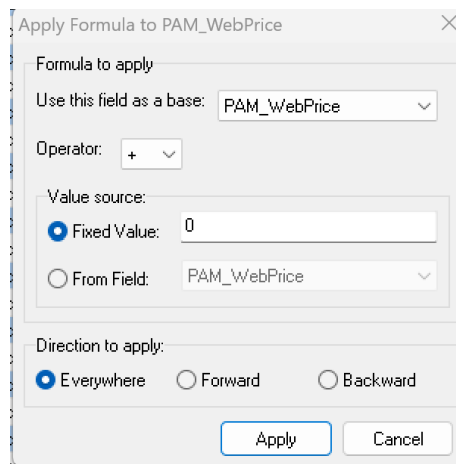 Apply Formula to PAM_WebPrice
Formula to apply
Use this field as a base: PAM_WebPrice
Operator: +
Value source:
Fixed Value: 0
From Field: PAM_WebPrice
Direction to apply:
Everywhere Forward Backward
Apply Cancel